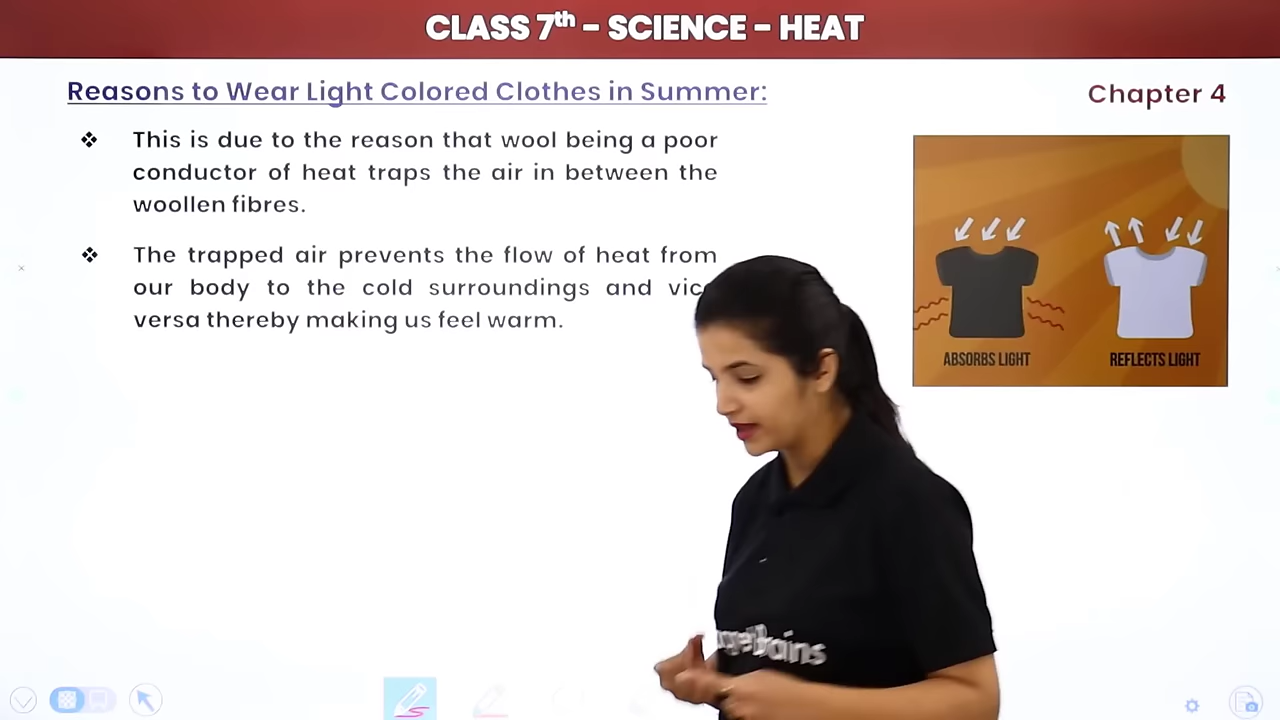 CLASS 7th - SCIENCE - HEAT
Reasons to Wear Light Colored Clothes in Summer:
Chapter 4
This is due to the reason that wool being a poor
conductor of heat traps the air in between the
woollen fibres.
The trapped air prevents the flow of heat from
our body to the cold surroundings and
versa thereby making us feel warm.
ABSORBS LIGHT
REFLECTS LIGHT